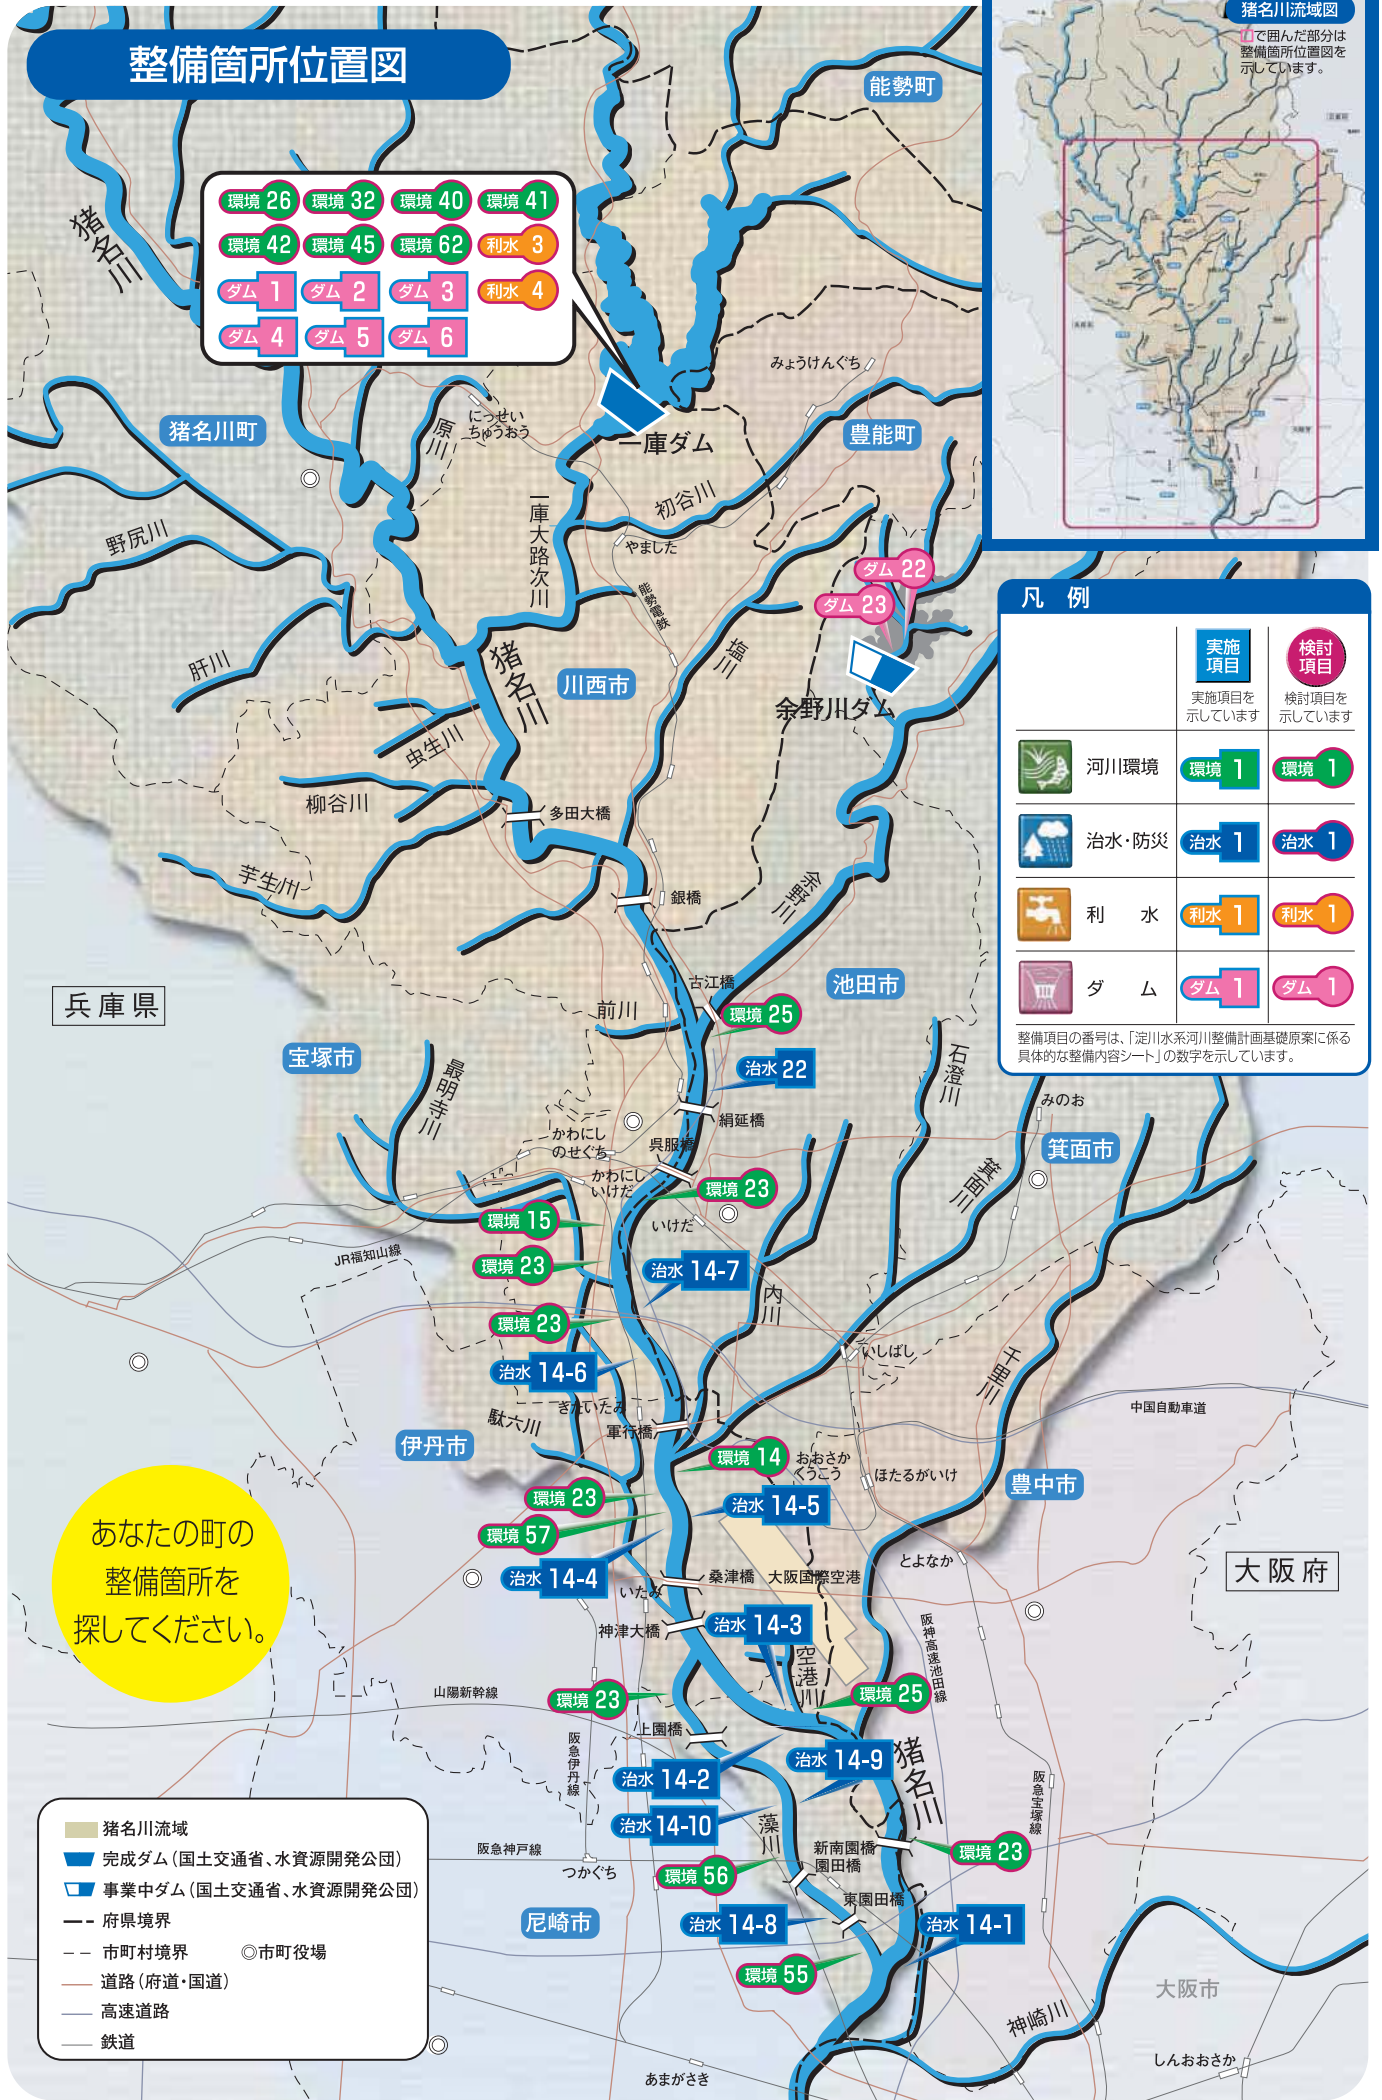 整備箇所位置図
猪名川流域図
で囲んだ部分は
整備箇所位置図を
示しています。
能勢町
猪名川
環境 26
環境 32
環境 40
環境 41
環境 42
環境 45
環境 62
利水 3
ダム 1
ダム 2
ダム 3
利水 4
ダム 4
ダム 5
ダム 6
みょうけんぐち
にっせい
ちゅうおう
猪名川町
原川
一庫ダム
豊能町
初谷川
一庫大路次川
野尻川
やました
能勢電鉄
ダム 22
ダム 23
肝川
猪名川
塩川
川西市
余野川ダム
虫生川
柳谷川
多田大橋
芋生川
銀橋
余野川
凡 例
実施
項目
検討
項目
実施項目を
示しています
検討項目を
示しています
河川環境
環境 1
環境 1
治水・防災
治水 1
治水 1
利 水
利水 1
利水 1
ダ ム
ダム 1
ダム 1
整備項目の番号は、「淀川水系河川整備計画基礎原案に係る
具体的な整備内容シート」の数字を示しています。
兵庫県
古江橋
池田市
前川
環境 25
宝塚市
最明寺川
治水 22
石澄川
みのお
絹延橋
かわにし
のせぐち
呉服橋
箕面市
かわにし
いけだ
環境 23
箕面川
環境 15
いけだ
JR福知山線
環境 23
治水 14-7
内川
環境 23
いしばし
千里川
治水 14-6
きたいたみ
中国自動車道
駄六川
軍行橋
伊丹市
環境 14
おおさか
くうこう
ほたるがいけ
豊中市
環境 23
治水 14-5
環境 57
あなたの町の
整備箇所を
探してください。
とよなか
大阪府
治水 14-4
桑津橋
大阪国際空港
いたみ
神津大橋
治水 14-3
阪神高速池田線
空港川
山陽新幹線
環境 23
環境 25
上園橋
阪急伊丹線
治水 14-9
猪名川
治水 14-2
阪急宝塚線
治水 14-10
藻川
阪急神戸線
つかぐち
新南園橋
園田橋
環境 23
環境 56
東園田橋
尼崎市
治水 14-8
治水 14-1
環境 55
大阪市
神崎川
しんおおさか
あまがさき
猪名川流域
完成ダム(国土交通省、水資源開発公団)
事業中ダム(国土交通省、水資源開発公団)
府県境界
市町村境界
◎市町役場
道路(府道・国道)
高速道路
鉄道